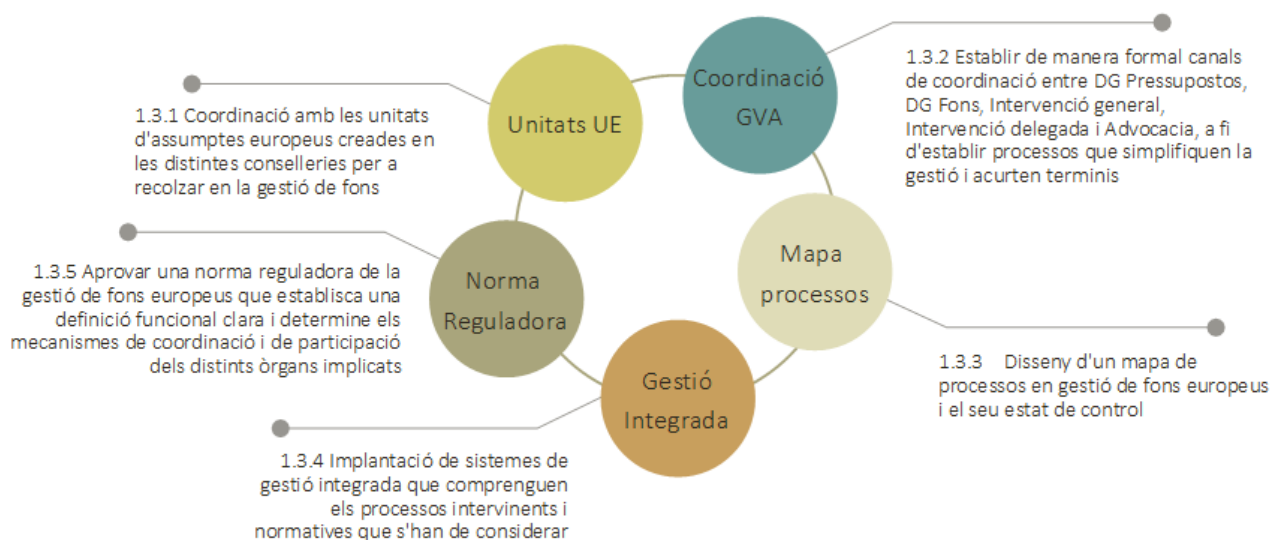 Unitats UE
1.3.1 Coordinació amb les unitats
d'assumptes europeus creades en
les distintes conselleries per a
recolzar en la gestió de fons
Coordinació
GVA
1.3.2 Establir de manera formal canals
de coordinació entre DG Pressupostos,
DG Fons, Intervenció general,
Intervenció delegada i Advocacia, a fi
d'establir processos que simplifiquen la
gestió i acurten terminis
Mapa
processos
1.3.3 Disseny d'un mapa de
processos en gestió de fons europeus
i el seu estat de control
Gestió
Integrada
1.3.4 Implantació de sistemes de
gestió integrada que comprenguen
els processos intervinents i
normatives que s'han de considerar
Norma
Reguladora
1.3.5 Aprovar una norma reguladora de la
gestió de fons europeus que establisca una
definició funcional clara i determine els
mecanismes de coordinació i de participació
dels distints òrgans implicats